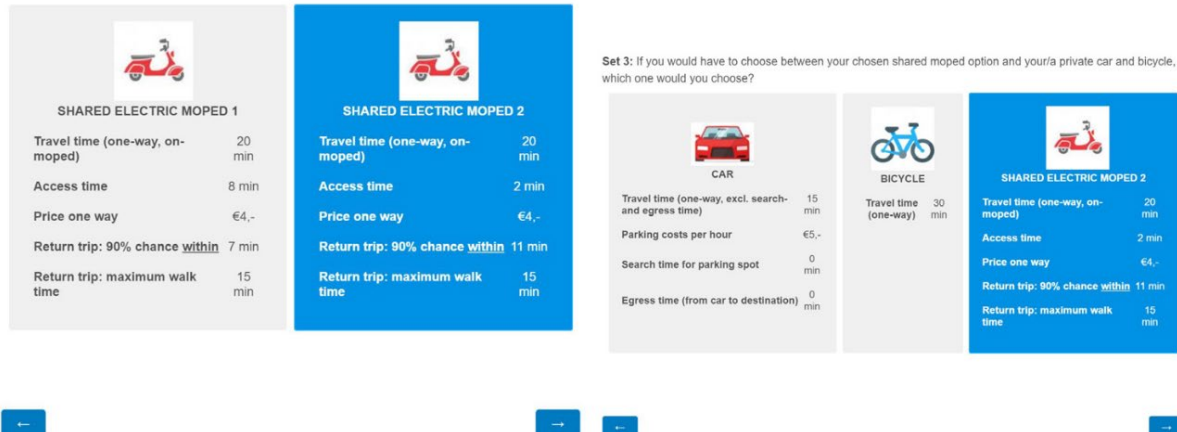 SHARED ELECTRIC MOPED 1
Travel time (one-way, on-
moped)
20
min
Access time 8 min
Price one way €4,-
Return trip: 90% chance within 7 min
Return trip: maximum walk
time
15
min
SHARED ELECTRIC MOPED 2
Travel time (one-way, on-
moped)
20
min
Access time 2 min
Price one way €4,-
Return trip: 90% chance within 11 min
Return trip: maximum walk
time
15
min
←
→
Set 3: If you would have to choose between your chosen shared moped option and your/a private car and bicycle,
which one would you choose?
CAR
Travel time (one-way, excl. search-
and egress time)
15
min
Parking costs per hour €5,-
Search time for parking spot
0
min
Egress time (from car to destination)
0
min
BICYCLE
Travel time
(one-way)
30
min
SHARED ELECTRIC MOPED 2
Travel time (one-way, on-
moped)
20
min
Access time 2 min
Price one way €4,-
Return trip: 90% chance within 11 min
Return trip: maximum walk
time
15
min
←
→